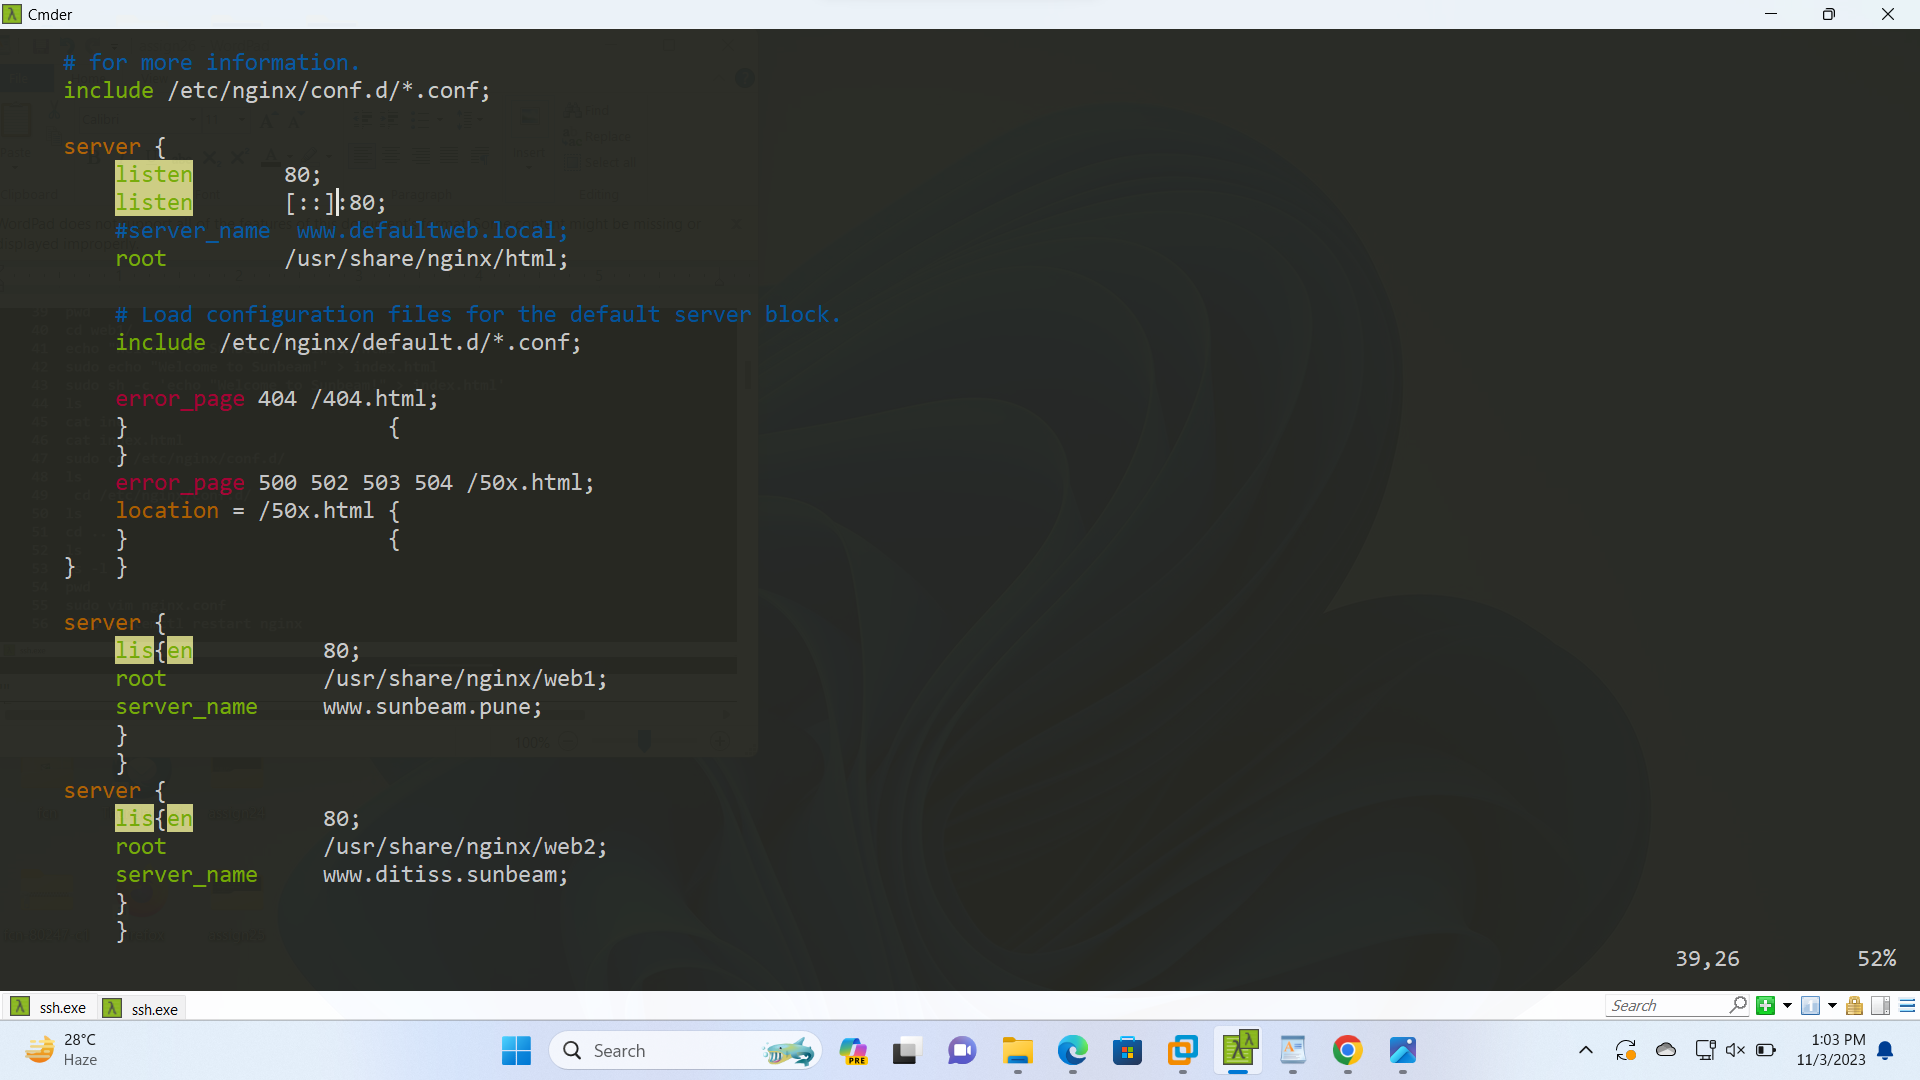 Cmder
# for more information.
include /etc/nginx/conf.d/*.conf;
server {
listen 80;
listen [::]:80;
#server_name www.defaultweb.local;
root /usr/share/nginx/html;
# Load configuration files for the default server block.
include /etc/nginx/default.d/*.conf;
error_page 404 /404.html;
} {
}
error_page 500 502 503 504 /50x.html;
location = /50x.html {
} {
} }
server {
lis{en 80;
root /usr/share/nginx/web1;
server_name www.sunbeam.pune;
}
}
server {
lis{en 80;
root /usr/share/nginx/web2;
server_name www.ditiss.sunbeam;
}
}
39,26 52%
ssh.exe ssh.exe Search
28°C
Haze
Search
PRE
1:03 PM
11/3/2023